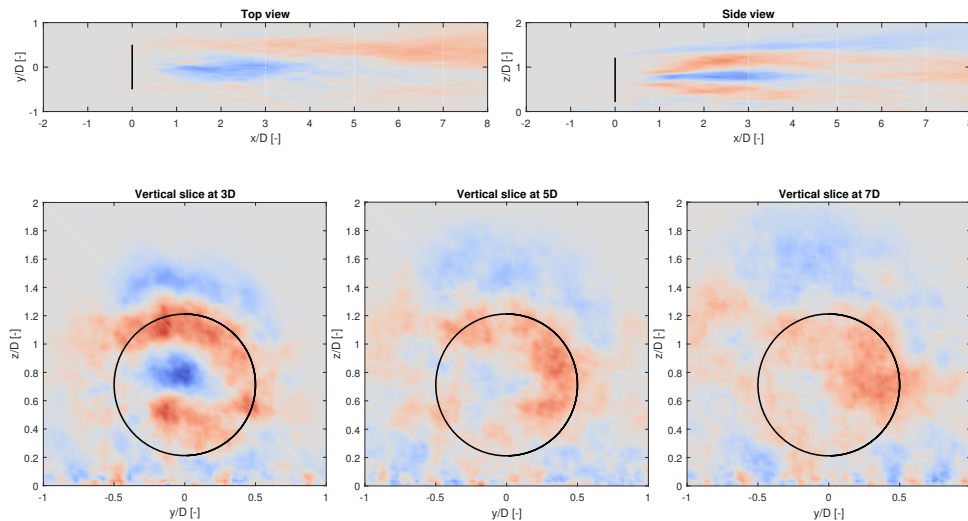 Top view
y/D [-]
1
0
-1
-2 -1 0 1 2 3 4 5 6 7 8
x/D [-]
Side view
z/D [-]
2
1
0
-2 -1 0 1 2 3 4 5 6 7 8
x/D [-]
Vertical slice at 3D
z/D [-]
2
1.8
1.6
1.4
1.2
1
0.8
0.6
0.4
0.2
0
-1 -0.5 0 0.5 1
y/D [-]
Vertical slice at 5D
z/D [-]
2
1.8
1.6
1.4
1.2
1
0.8
0.6
0.4
0.2
0
-1 -0.5 0 0.5 1
y/D [-]
Vertical slice at 7D
z/D [-]
2
1.8
1.6
1.4
1.2
1
0.8
0.6
0.4
0.2
0
-1 -0.5 0 0.5 1
y/D [-]